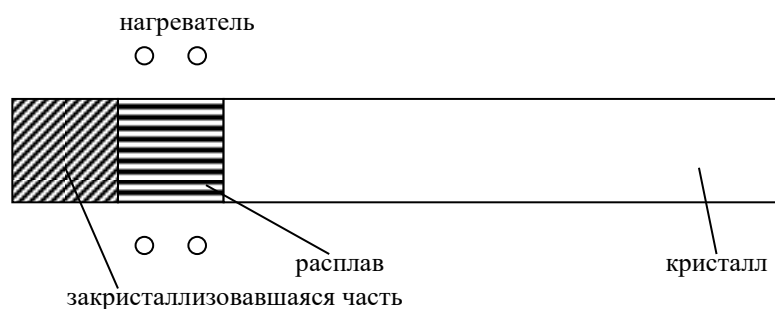 нагреватель
расплав
кристалл
закристаллизовавшаяся часть